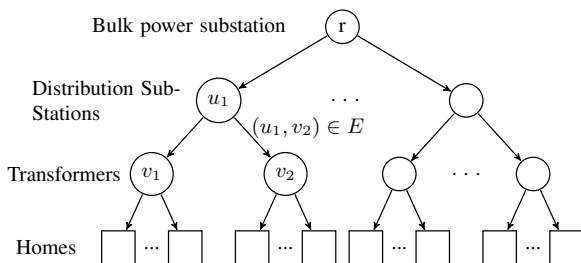 Bulk power substation r
Distribution Sub-
Stations
u₁ . . .
(u₁, v₂) ∈ E
Transformers v₁ v₂ . . .
Homes ... ... ... ...